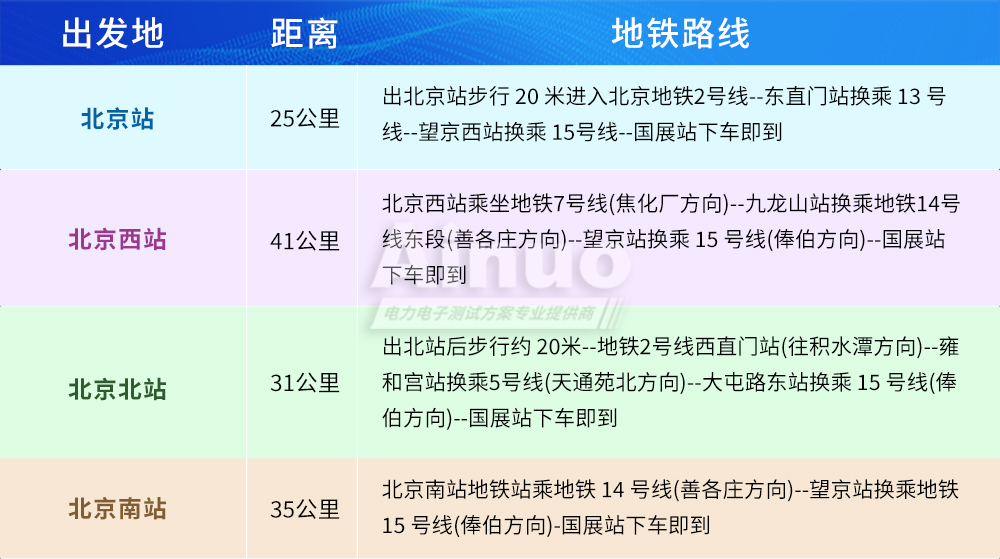 出发地 距离 地铁路线
北京站 25公里 出北京站步行 20 米进入北京地铁2号线--东直门站换乘 13 号
线--望京西站换乘 15号线--国展站下车即到
北京西站 41公里 北京西站乘坐地铁7号线(焦化厂方向)--九龙山站换乘地铁14号
线东段(善各庄方向)--望京站换乘 15 号线(俸伯方向)--国展站
下车即到
Ainuo
电力电子测试方案专业提供商
北京北站 31公里 出北站后步行约 20米--地铁2号线西直门站(往积水潭方向)--雍
和宫站换乘5号线(天通苑北方向)--大屯路东站换乘 15 号线(俸
伯方向)--国展站下车即到
北京南站 35公里 北京南站地铁站乘地铁 14 号线(善各庄方向)--望京站换乘地铁
15 号线(俸伯方向)-国展站下车即到